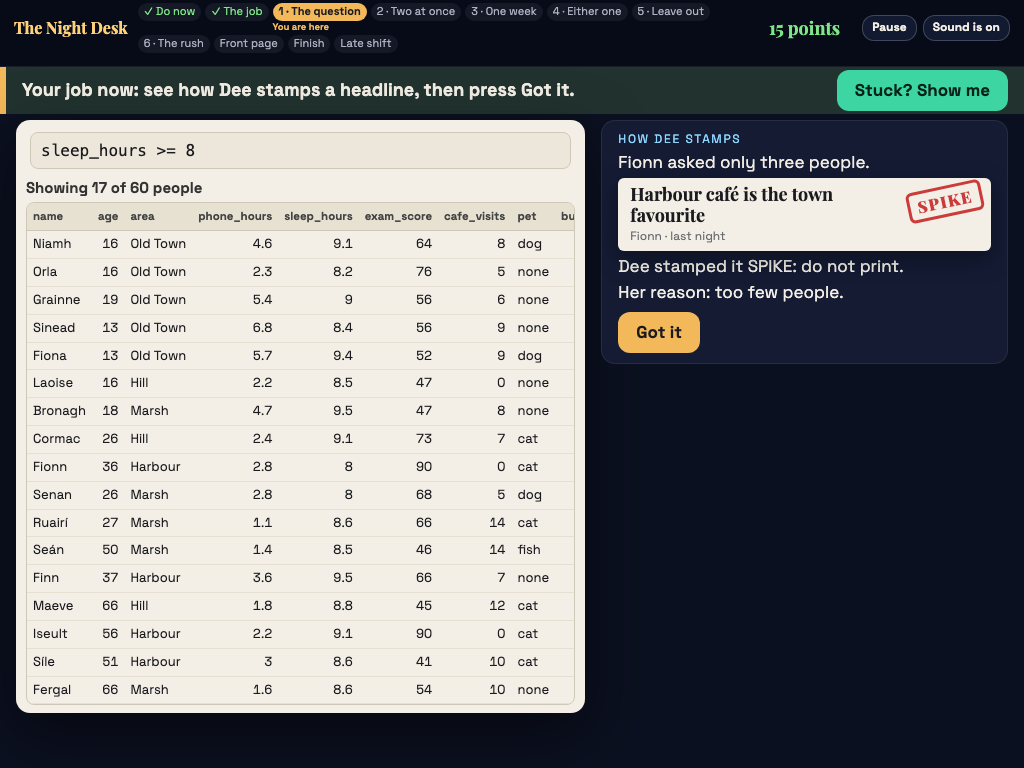 The Night Desk
✓ Do now
✓ The job
1 · The question
2 · Two at once
3 · One week
4 · Either one
5 · Leave out
You are here
6 · The rush
Front page
Finish
Late shift
15 points
Pause
Sound is on
Your job now: see how Dee stamps a headline, then press Got it.
Stuck? Show me
sleep_hours >= 8
Showing 17 of 60 people
name age area phone_hours sleep_hours exam_score cafe_visits pet bu
Niamh 16 Old Town 4.6 9.1 64 8 dog
Orla 16 Old Town 2.3 8.2 76 5 none
Grainne 19 Old Town 5.4 9 56 6 none
Sinead 13 Old Town 6.8 8.4 56 9 none
Fiona 13 Old Town 5.7 9.4 52 9 dog
Laoise 16 Hill 2.2 8.5 47 0 none
Bronagh 18 Marsh 4.7 9.5 47 8 none
Cormac 26 Hill 2.4 9.1 73 7 cat
Fionn 36 Harbour 2.8 8 90 0 cat
Senan 26 Marsh 2.8 8 68 5 dog
Ruairí 27 Marsh 1.1 8.6 66 14 cat
Seán 50 Marsh 1.4 8.5 46 14 fish
Finn 37 Harbour 3.6 9.5 66 7 none
Maeve 66 Hill 1.8 8.8 45 12 cat
Iseult 56 Harbour 2.2 9.1 90 0 cat
Síle 51 Harbour 3 8.6 41 10 cat
Fergal 66 Marsh 1.6 8.6 54 10 none
HOW DEE STAMPS
Fionn asked only three people.
Harbour café is the town
favourite
SPIKE
Fionn · last night
Dee stamped it SPIKE: do not print.
Her reason: too few people.
Got it